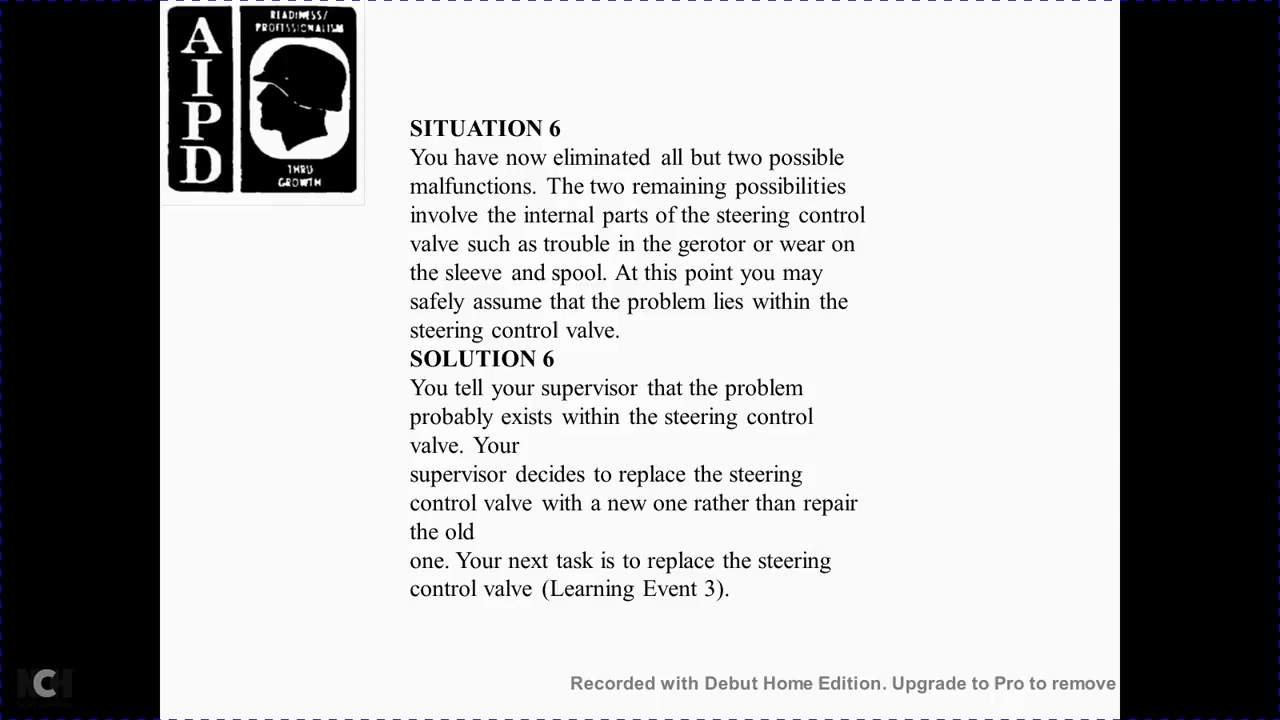 A
I
P
D
READINESS/
PROFESSIONALISM
THRU
GROWTH
SITUATION 6
You have now eliminated all but two possible
malfunctions. The two remaining possibilities
involve the internal parts of the steering control
valve such as trouble in the gerotor or wear on
the sleeve and spool. At this point you may
safely assume that the problem lies within the
steering control valve.
SOLUTION 6
You tell your supervisor that the problem
probably exists within the steering control
valve. Your
supervisor decides to replace the steering
control valve with a new one rather than repair
the old
one. Your next task is to replace the steering
control valve (Learning Event 3).
NCH
Recorded with Debut Home Edition. Upgrade to Pro to remove